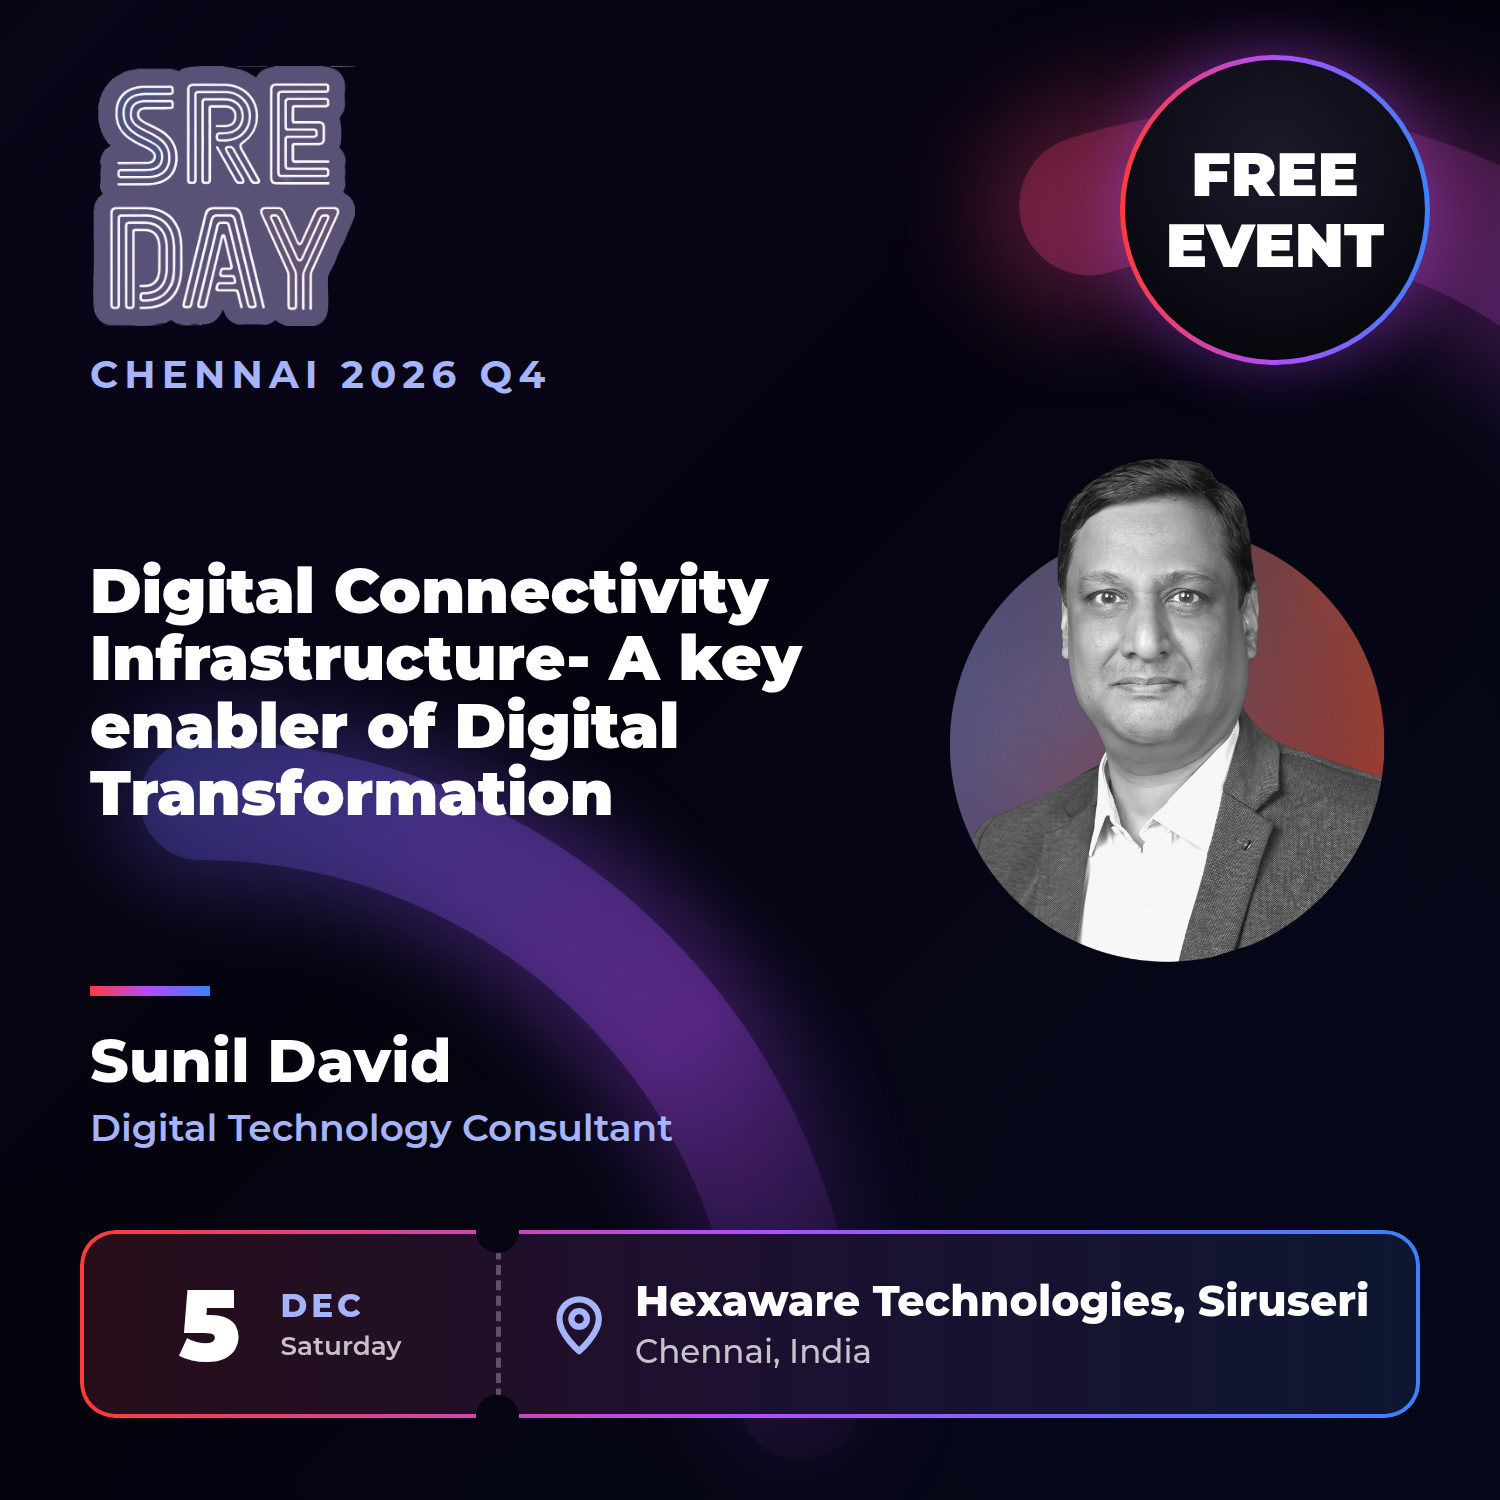 SRE
DAY
CHENNAI 2026 Q4
FREE
EVENT
Digital Connectivity
Infrastructure- A key
enabler of Digital
Transformation
Sunil David
Digital Technology Consultant
5
DEC
Saturday
Hexaware Technologies, Siruseri
Chennai, India